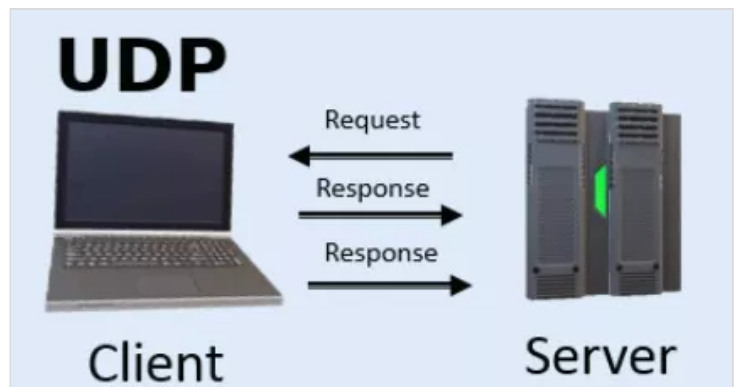 UDP
Request
Response
Response
Client
Server